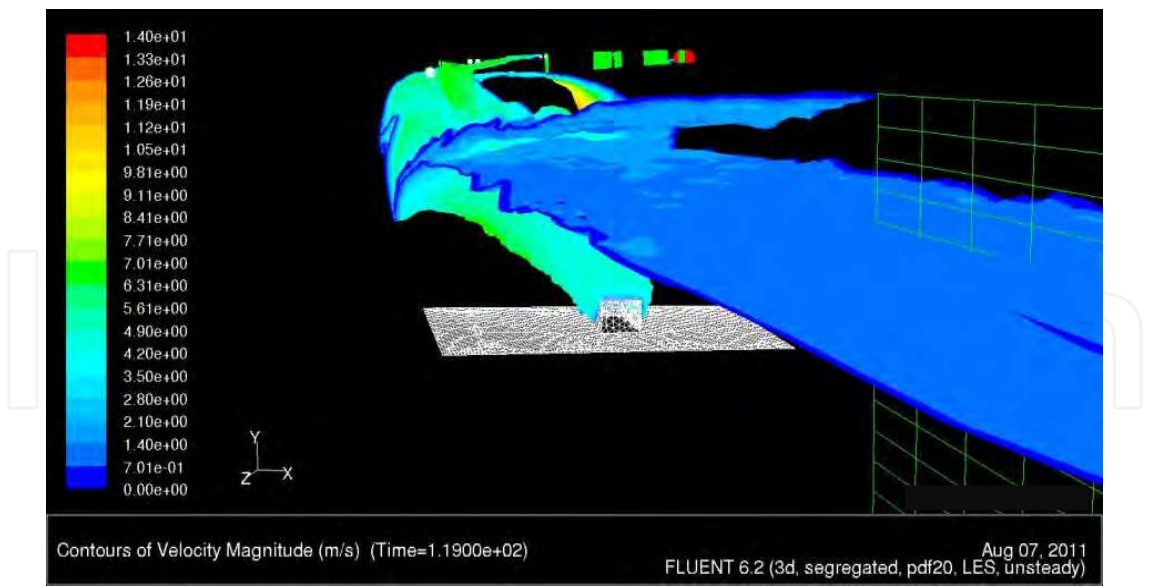 1.40e+01
1.33e+01
1.26e+01
1.19e+01
1.12e+01
1.05e+01
9.81e+00
9.11e+00
8.41e+00
7.71e+00
7.01e+00
6.31e+00
5.61e+00
4.90e+00
4.20e+00
3.50e+00
2.80e+00
2.10e+00
1.40e+00
7.01e-01
0.00e+00
Y
Z X
Contours of Velocity Magnitude (m/s) (Time=1.1900e+02)
Aug 07, 2011
FLUENT 6.2 (3d, segregated, pdf20, LES, unsteady)